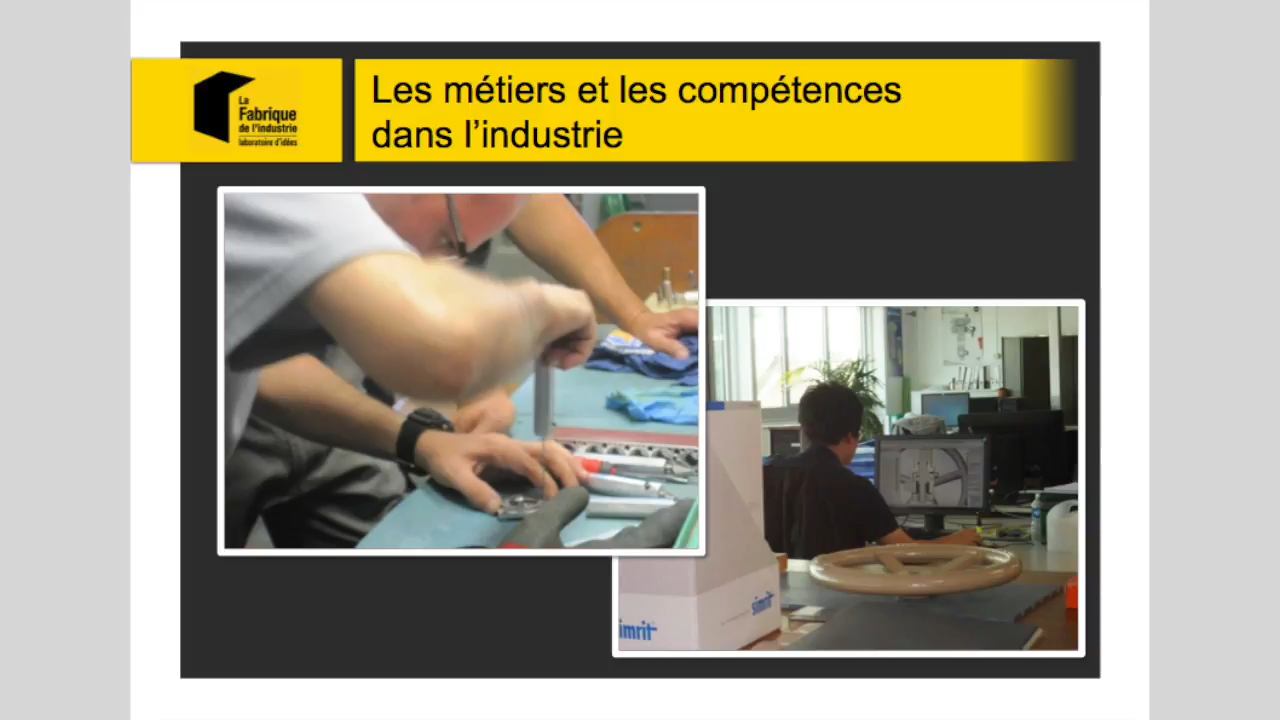 La
Fabrique
de l'industrie
laboratoire d'idées
Les métiers et les compétences
dans l'industrie
simrit
simrit